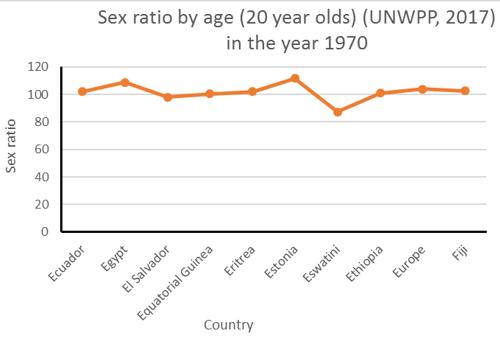 Sex ratio by age (20 year olds) (UNWPP, 2017)
in the year 1970
120
100
80
60
40
20
0
Sex ratio
Ecuador
Egypt
El Salvador
Equatorial Guinea
Eritrea
Estonia
Eswatini
Ethiopia
Europe
Fiji
Country